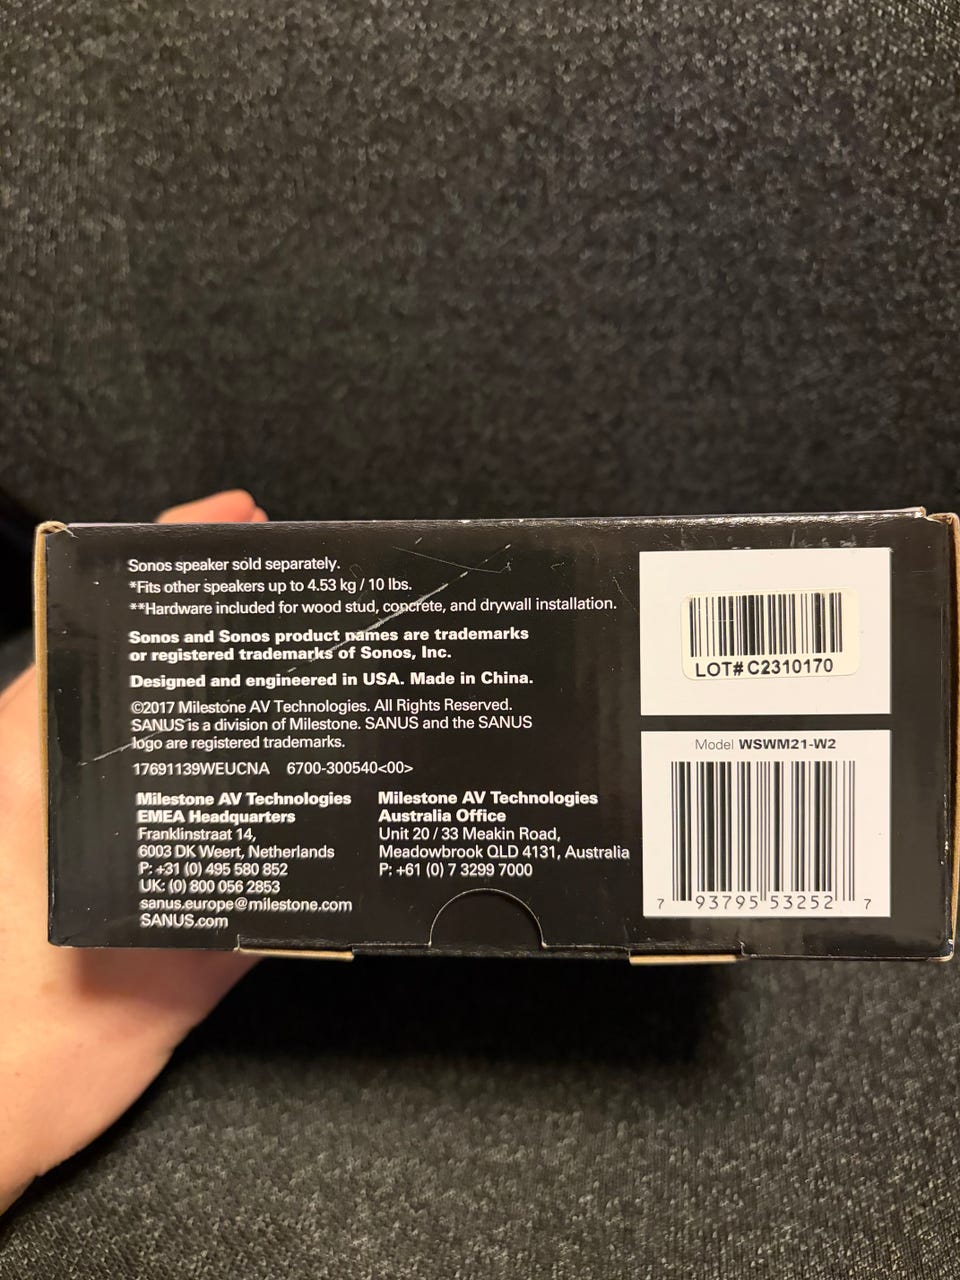 Sonos speaker sold separately.
*Fits other speakers up to 4.53 kg / 10 lbs.
**Hardware included for wood stud, concrete, and drywall installation.
Sonos and Sonos product names are trademarks
or registered trademarks of Sonos, Inc.
Designed and engineered in USA. Made in China.
©2017 Milestone AV Technologies. All Rights Reserved.
SANUS is a division of Milestone. SANUS and the SANUS
logo are registered trademarks.
17691139WEUCNA 6700-300540<00>
Milestone AV Technologies
EMEA Headquarters
Franklinstraat 14,
6003 DK Weert, Netherlands
P: +31 (0) 495 580 852
UK: (0) 800 056 2853
sanus.europe@milestone.com
SANUS.com
Milestone AV Technologies
Australia Office
Unit 20 / 33 Meakin Road,
Meadowbrook QLD 4131, Australia
P: +61 (0) 7 3299 7000
LOT# C2310170
Model WSWM21-W2
7 93795 53252 7